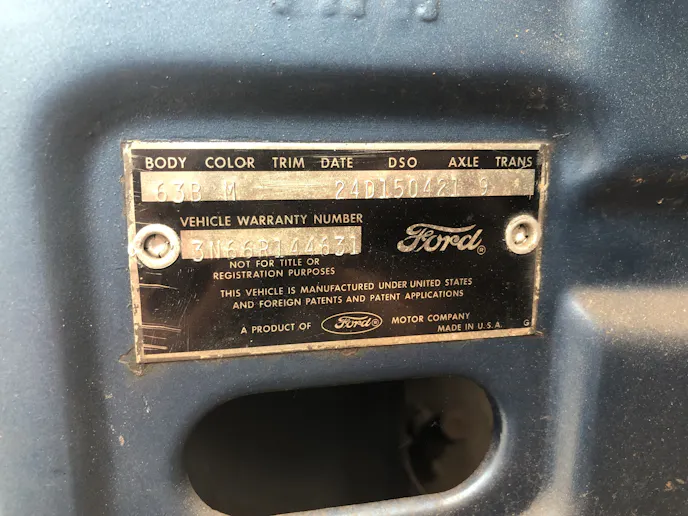 BODY COLOR TRIM DATE DSO AXLE TRANS
63B M 24D 150427 9
VEHICLE WARRANTY NUMBER
3N66R144631
Ford®
NOT FOR TITLE OR
REGISTRATION PURPOSES
THIS VEHICLE IS MANUFACTURED UNDER UNITED STATES
AND FOREIGN PATENTS AND PATENT APPLICATIONS
A PRODUCT OF Ford® MOTOR COMPANY
MADE IN U.S.A. G